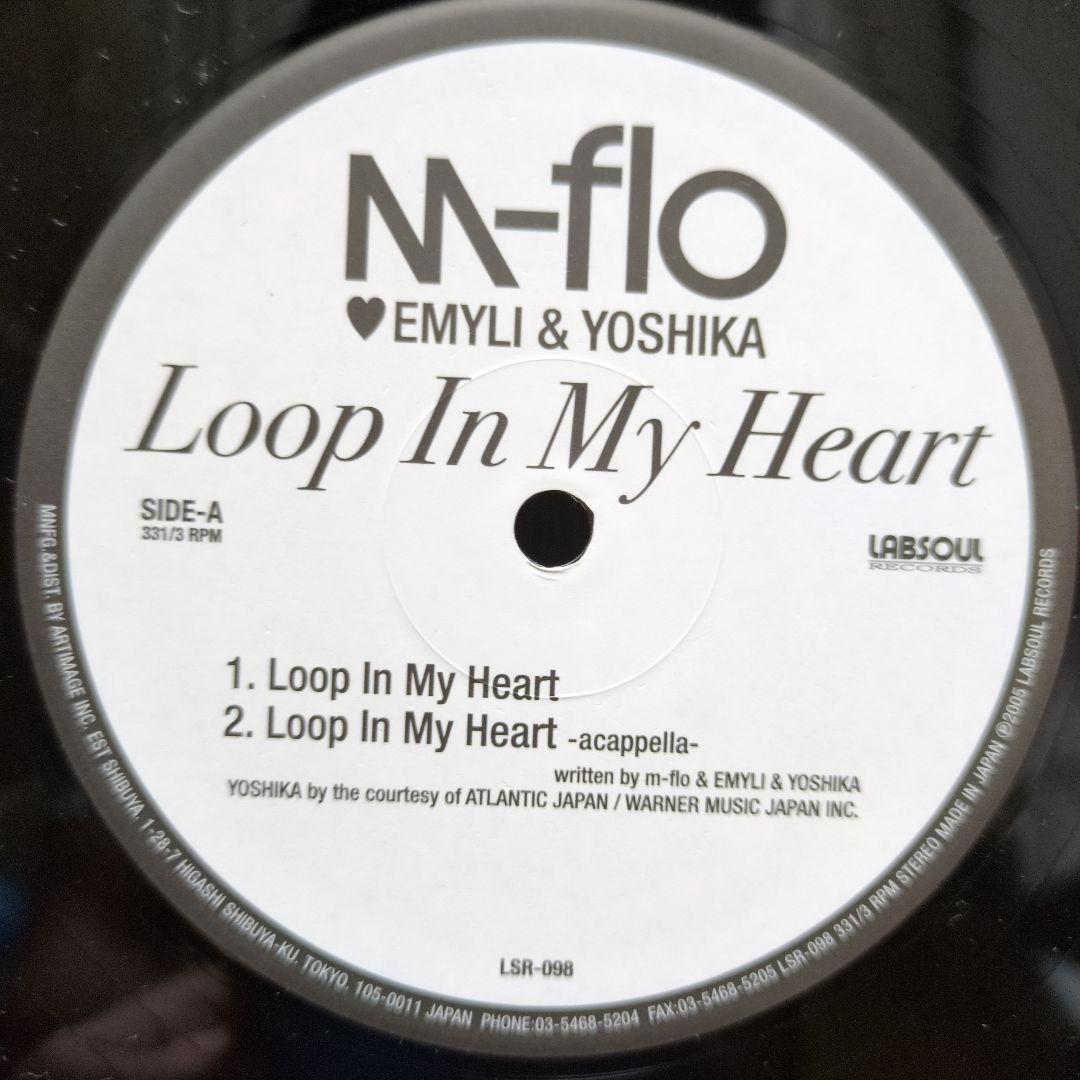 m-flo
♥EMYLI & YOSHIKA
Loop In My Heart
SIDE-A
331/3 RPM
LABSOUL
RECORDS
1. Loop In My Heart
2. Loop In My Heart -acappella-
written by m-flo & EMYLI & YOSHIKA
YOSHIKA by the courtesy of ATLANTIC JAPAN / WARNER MUSIC JAPAN INC.
LSR-098
MNFG.&DIST. BY ARTIMAGE INC. EST SHIBUYA, 1-28-7 HIGASHI SHIBUYA-KU, TOKYO. 105-0011 JAPAN PHONE:03-5468-5204 FAX:03-5468-5205 LSR-098 331/3 RPM STEREO MADE IN JAPAN ℗2005 LABSOUL RECORDS